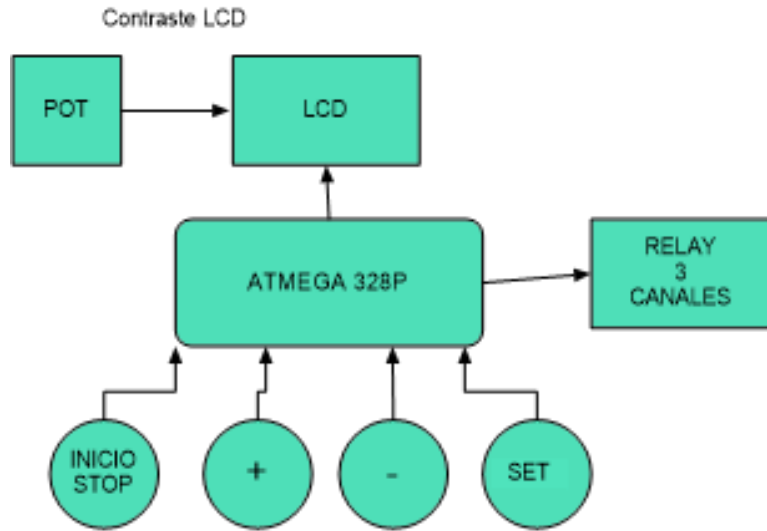 Contraste LCD
POT
LCD
ATMEGA 328P
RELAY
3
CANALES
INICIO
STOP
+
-
SET